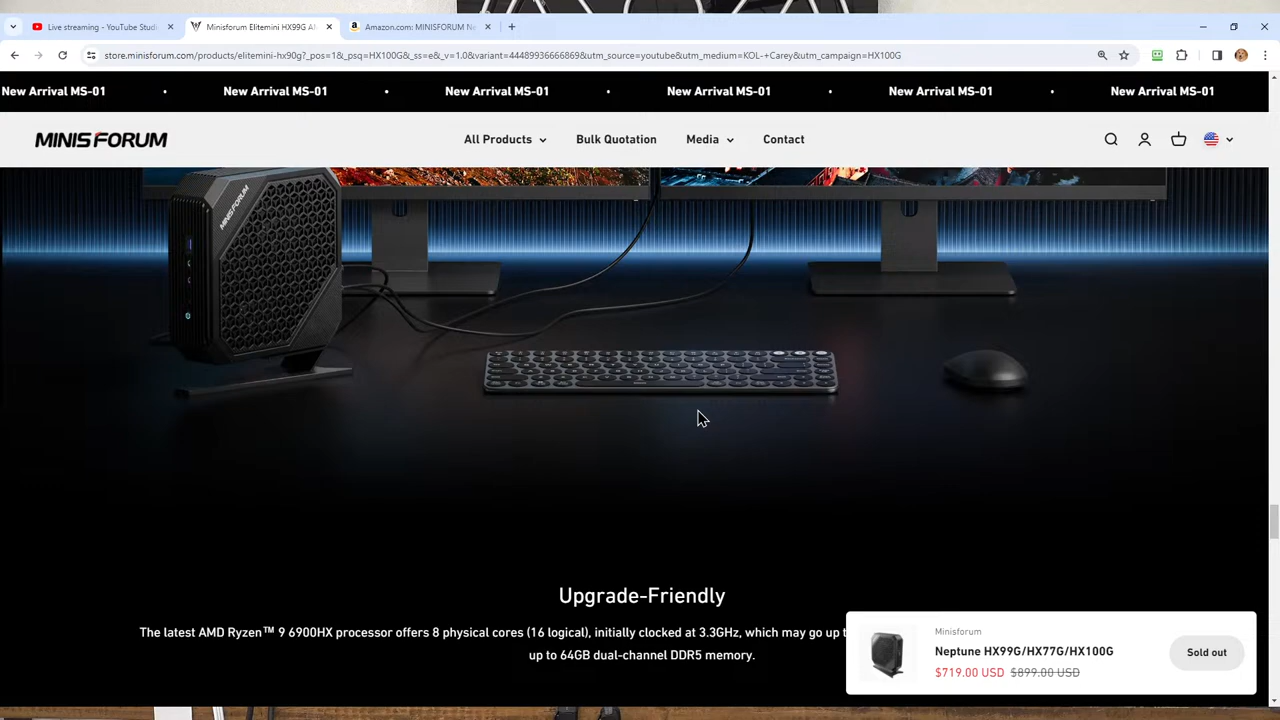 Live streaming - YouTube Studi
Minisforum Elitemini HX99G AM
Amazon.com: MINISFORUM Ne
store.minisforum.com/products/elitemini-hx90g?_pos=1&_psq=HX100G&_ss=e&_v=1.0&variant=44489936666869&utm_source=youtube&utm_medium=KOL-+Carey&utm_campaign=HX100G
New Arrival MS-01 • New Arrival MS-01 • New Arrival MS-01 • New Arrival MS-01 • New Arrival MS-01 • New Arrival MS-01
MINISFORUM
All Products
Bulk Quotation
Media
Contact
MINISFORUM
Upgrade-Friendly
The latest AMD Ryzen™ 9 6900HX processor offers 8 physical cores (16 logical), initially clocked at 3.3GHz, which may go up t
up to 64GB dual-channel DDR5 memory.
Minisforum
Neptune HX99G/HX77G/HX100G
$719.00 USD $899.00 USD
Sold out